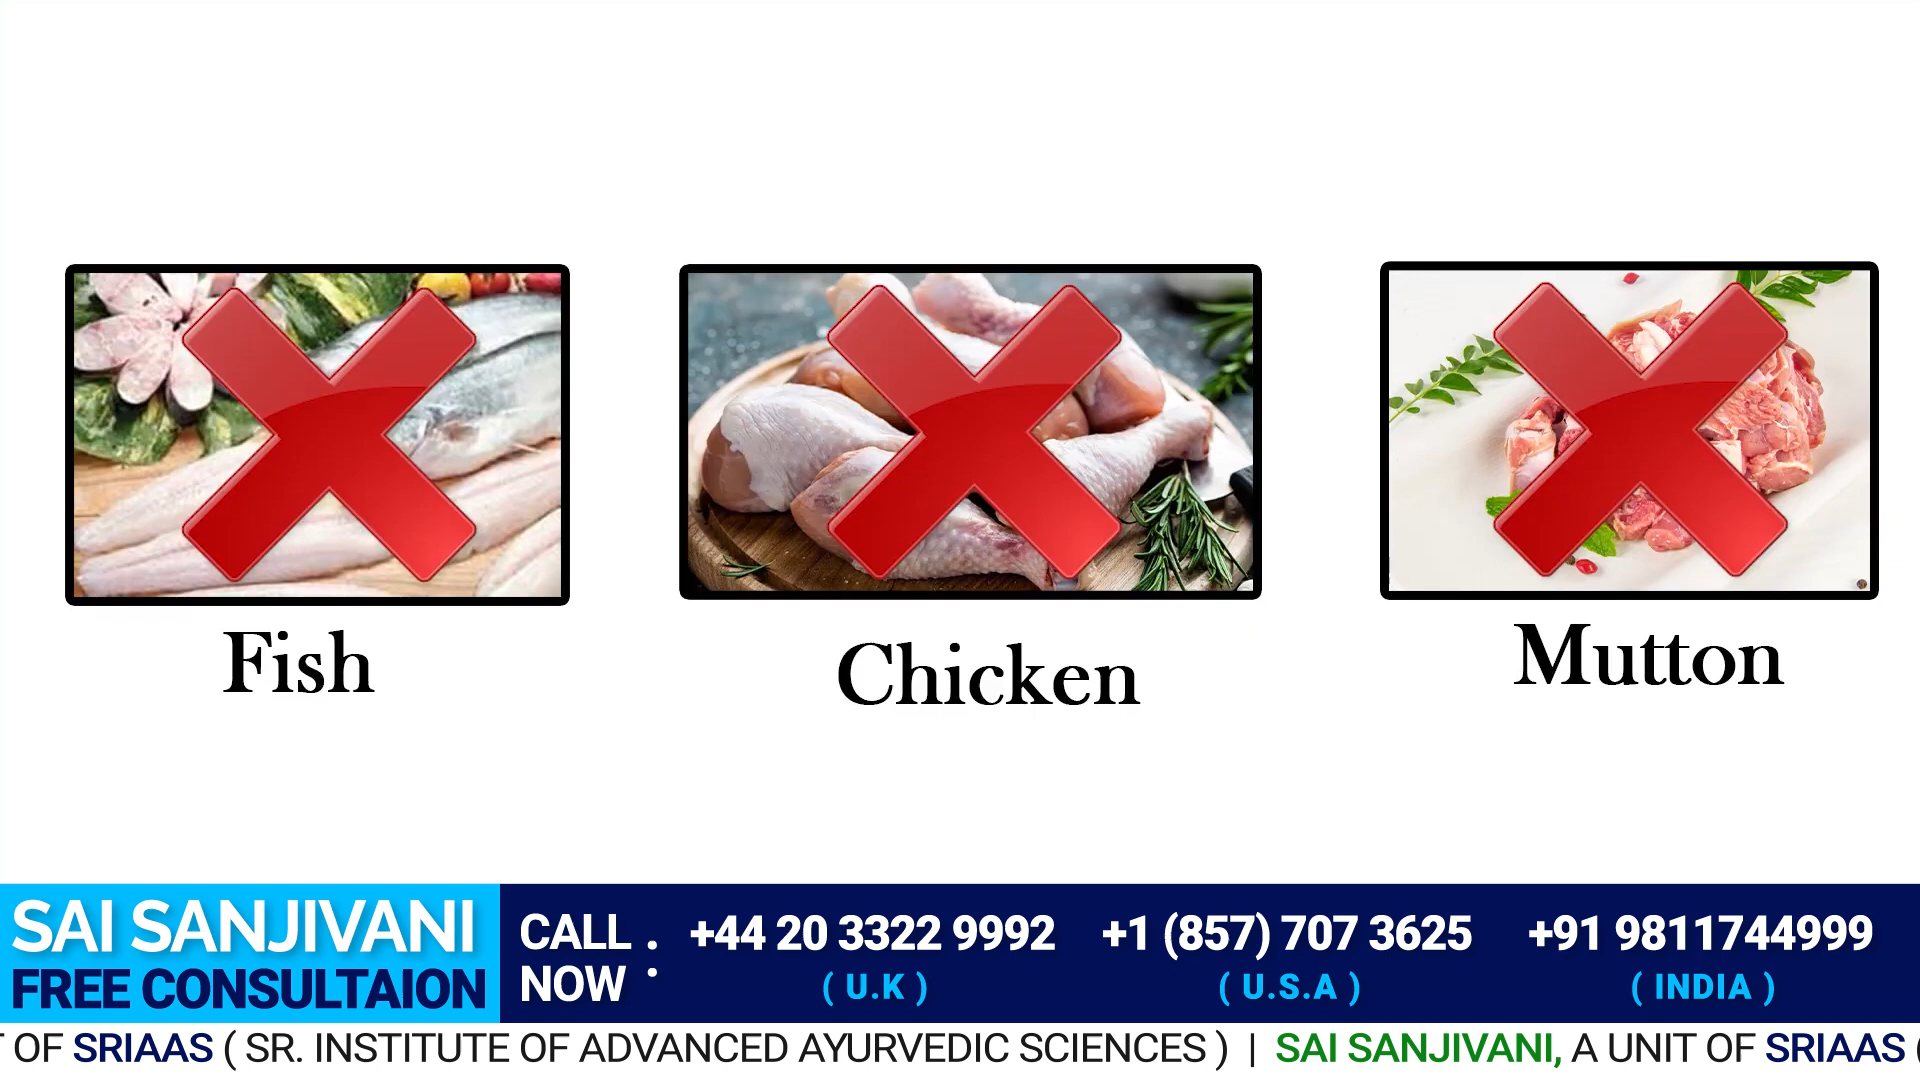 Fish
Chicken
Mutton
SAI SANJIVANI
FREE CONSULTAION
CALL NOW :
+44 20 3322 9992
( U.K )
+1 (857) 707 3625
( U.S.A )
+91 9811744999
( INDIA )
OF SRIAAS ( SR. INSTITUTE OF ADVANCED AYURVEDIC SCIENCES ) | SAI SANJIVANI, A UNIT OF SRIAAS (